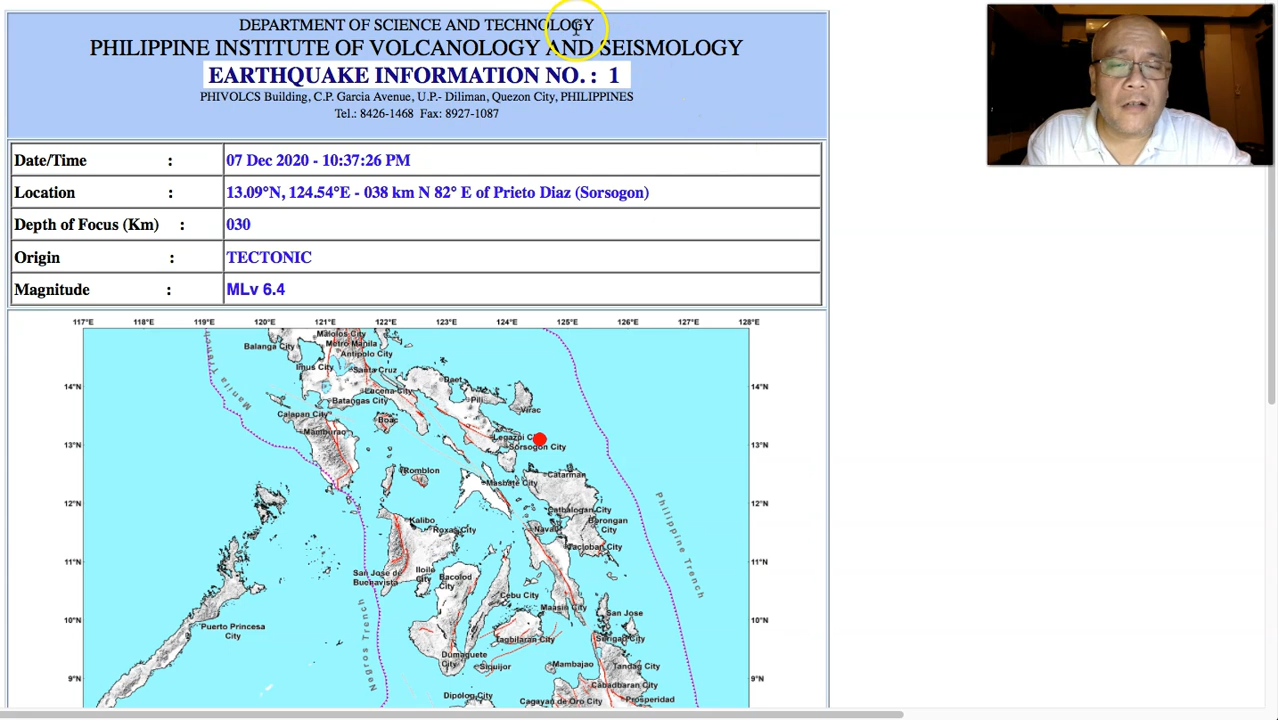 DEPARTMENT OF SCIENCE AND TECHNOLOGY
PHILIPPINE INSTITUTE OF VOLCANOLOGY AND SEISMOLOGY
EARTHQUAKE INFORMATION NO. : 1
PHIVOLCS Building, C.P. Garcia Avenue, U.P.- Diliman, Quezon City, PHILIPPINES
Tel.: 8426-1468 Fax: 8927-1087
Date/Time : 07 Dec 2020 - 10:37:26 PM
Location : 13.09°N, 124.54°E - 038 km N 82° E of Prieto Diaz (Sorsogon)
Depth of Focus (Km) : 030
Origin : TECTONIC
Magnitude : MLv 6.4
117°E 118°E 119°E 120°E 121°E 122°E 123°E 124°E 125°E 126°E 127°E 128°E
Malolos City
Balanga City
Metro Manila
Antipolo City
Imus City
Santa Cruz
Manila Trench
Daet
14°N
14°N
Lucena City
Batangas City
Pili
Virac
Calapan City
Boac
Mamburao
Legazpi
13°N
13°N
Sorsogon City
Romblon
Catarman
Masbate City
12°N
12°N
Catbalogan City
Kalibo
Borongan
City
Roxas City
Naval
Philippine Trench
Tacloban City
11°N
11°N
San Jose de
Buenavista
Iloilo
City
Bacolod
City
Cebu City
Maasin City
San Jose
10°N
10°N
Puerto Princesa
City
Negros Trench
Tagbilaran City
Surigao City
Dumaguete
City
Siquijor
Mambajao
Tandag City
9°N
9°N
Cabadbaran City
Dipolog City
Cagayan de Oro City
Prosperidad